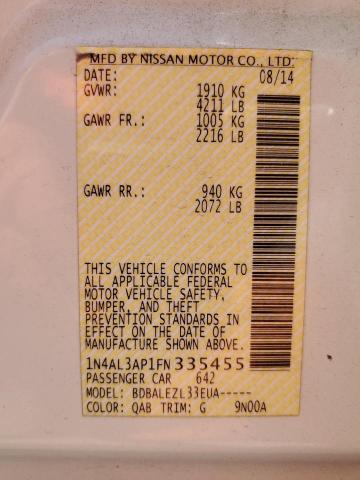 MFD BY NISSAN MOTOR CO., LTD.
DATE: 08/14
GVWR: 1910 KG
4211 LB
GAWR FR.: 1005 KG
2216 LB
GAWR RR.: 940 KG
2072 LB
THIS VEHICLE CONFORMS TO
ALL APPLICABLE FEDERAL
MOTOR VEHICLE SAFETY,
BUMPER, AND THEFT
PREVENTION STANDARDS IN
EFFECT ON THE DATE OF
MANUFACTURE SHOWN ABOVE.
1N4AL3AP1FN335455
PASSENGER CAR 642
MODEL: BDBALEZL33EUA-----
COLOR: QAB TRIM: G 9N00A